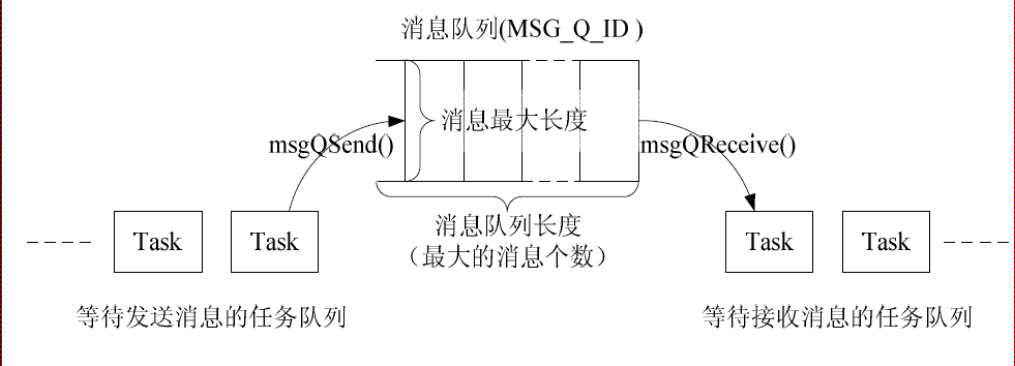 消息队列(MSG_Q_ID )
消息最大长度
msgQSend()
msgQReceive()
消息队列长度
（最大的消息个数）
Task
Task
Task
Task
等待发送消息的任务队列
等待接收消息的任务队列